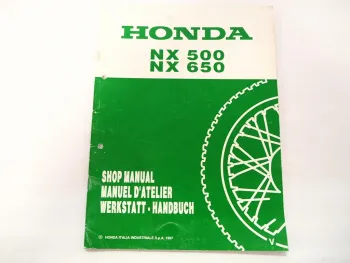 HONDA
NX 500
NX 650
SHOP MANUAL
MANUEL D'ATELIER
WERKSTATT - HANDBUCH
HONDA ITALIA INDUSTRIALE S.p.A. 1987